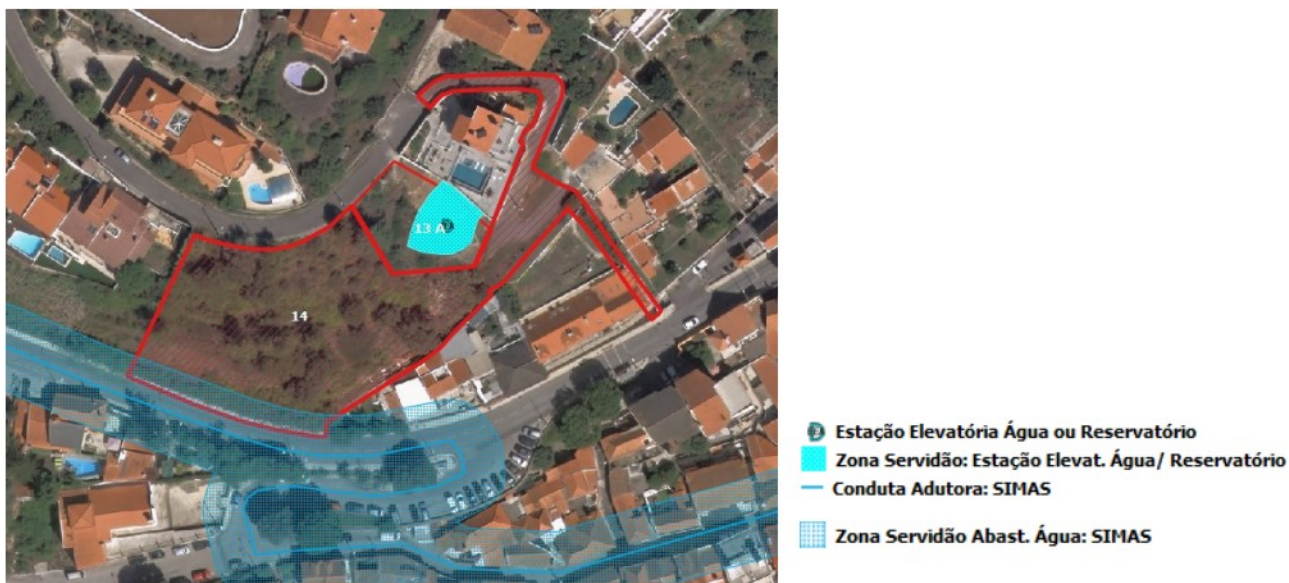 13 A
14
Estação Elevatória Água ou Reservatório
Zona Servidão: Estação Elevat. Água/ Reservatório
Conduta Adutora: SIMAS
Zona Servidão Abast. Água: SIMAS